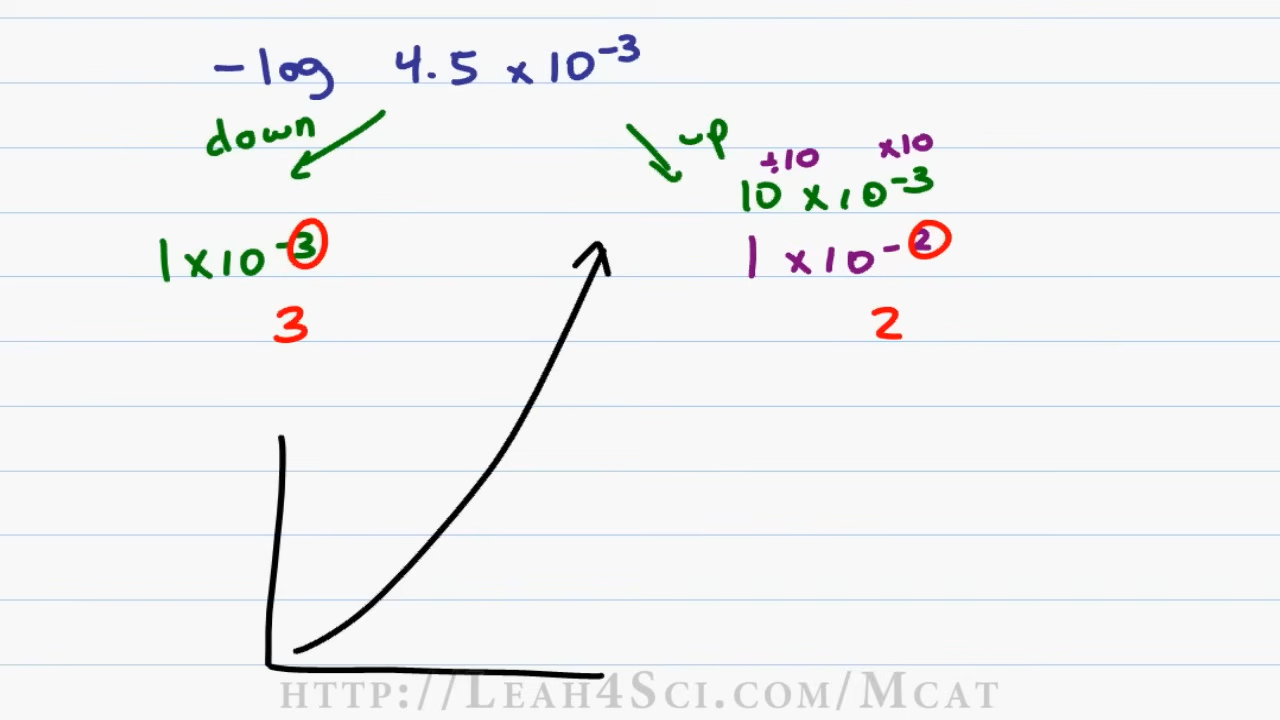 -log 4.5 x 10⁻³
down up
÷10 x10
10 x 10⁻³
1 x 10⁻³ 1 x 10⁻²
3 2
HTTP://LEAH4SCI.COM/MCAT